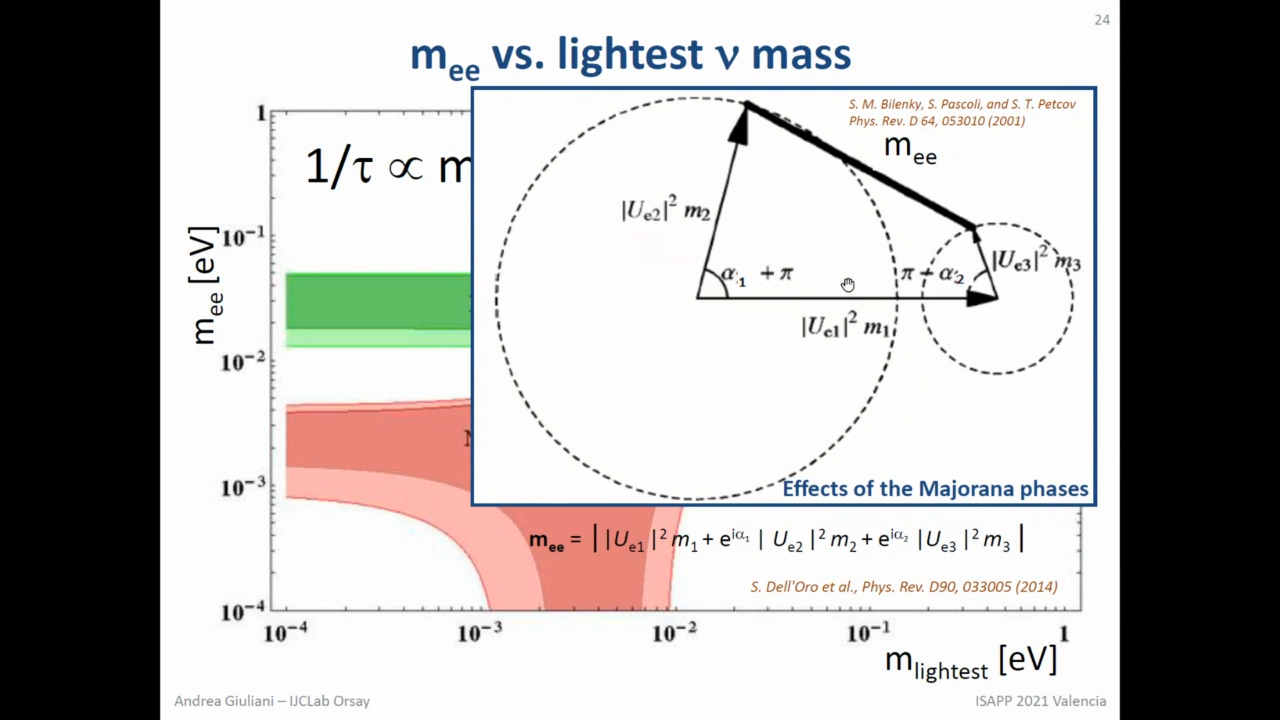 24
mee vs. lightest ν mass
S. M. Bilenky, S. Pascoli, and S. T. Petcov
Phys. Rev. D 64, 053010 (2001)
1/τ ∝ m
mee
|Ue2|² m2
α1 + π
π − α2
|Ue3|² m3
|Ue1|² m1
Effects of the Majorana phases
mee [eV]
1
10⁻¹
10⁻²
10⁻³
10⁻⁴
N
mee = | |Ue1|² m1 + e^iα1 |Ue2|² m2 + e^iα2 |Ue3|² m3 |
S. Dell'Oro et al., Phys. Rev. D90, 033005 (2014)
10⁻⁴ 10⁻³ 10⁻² 10⁻¹ 1
mlightest [eV]
Andrea Giuliani – IJCLab Orsay
ISAPP 2021 Valencia